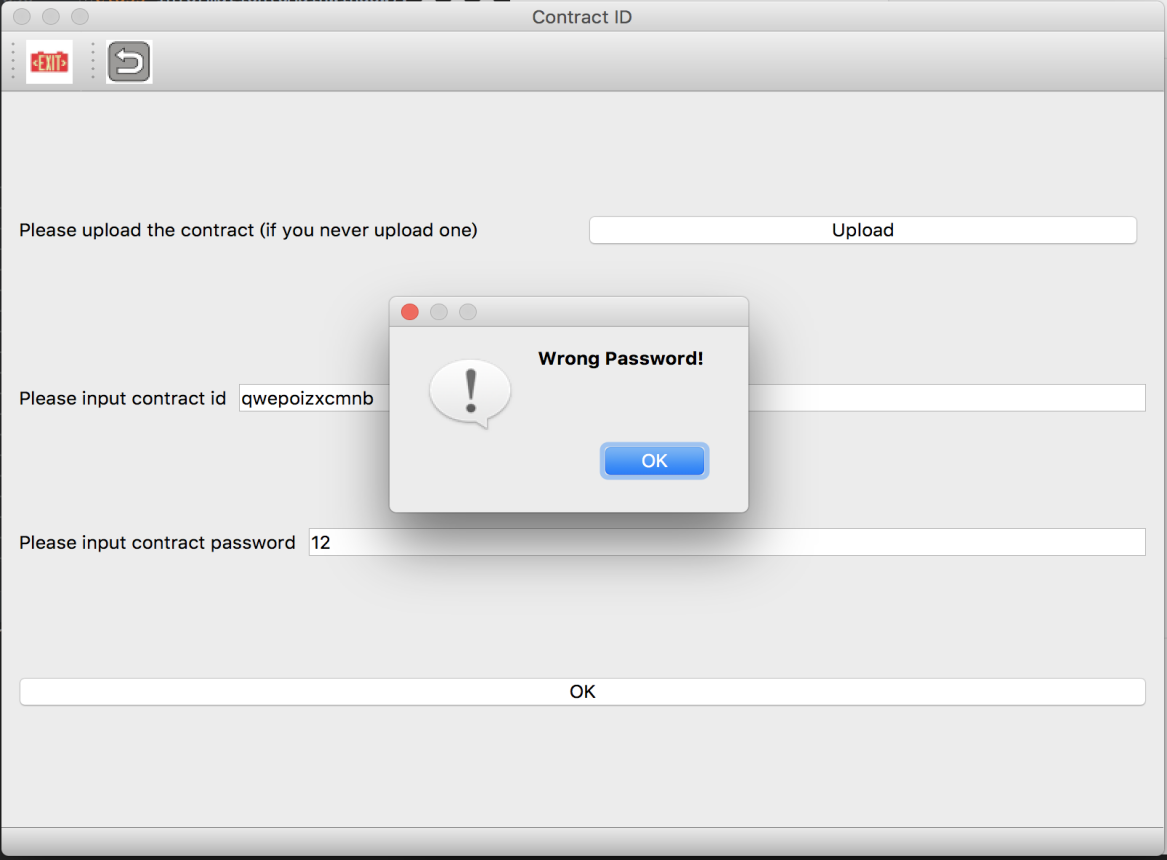 Contract ID
<EXIT>
Please upload the contract (if you never upload one)
Upload
Wrong Password!
Please input contract id
qwepoizxcmnb
OK
Please input contract password
12
OK